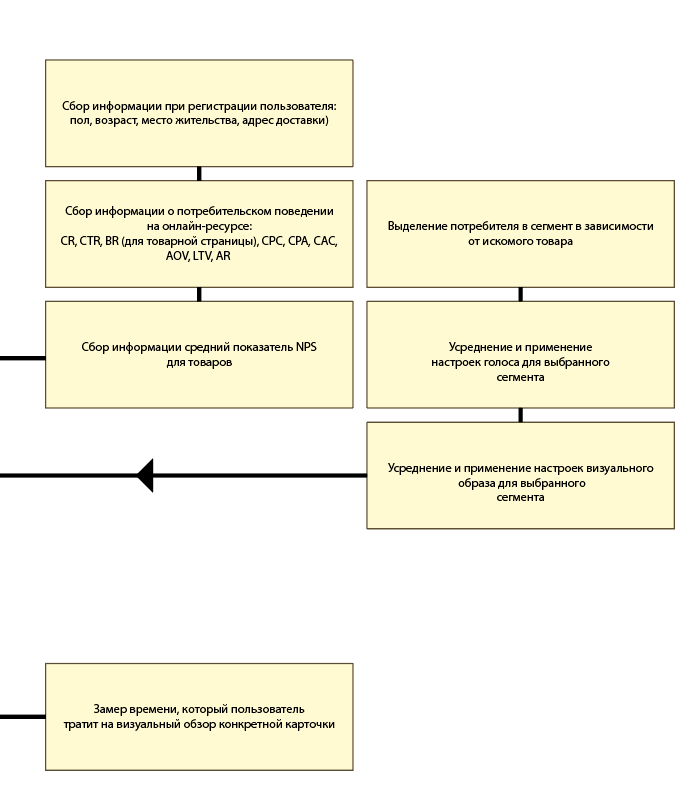 Сбор информации при регистрации пользователя:
пол, возраст, место жительства, адрес доставки)
Сбор информации о потребительском поведении
на онлайн-ресурсе:
CR, CTR, BR (для товарной страницы), CPC, CPA, CAC,
AOV, LTV, AR
Сбор информации средний показатель NPS
для товаров
Выделение потребителя в сегмент в зависимости
от искомого товара
Усреднение и применение
настроек голоса для выбранного
сегмента
Усреднение и применение настроек визуального
образа для выбранного
сегмента
Замер времени, который пользователь
тратит на визуальный обзор конкретной карточки